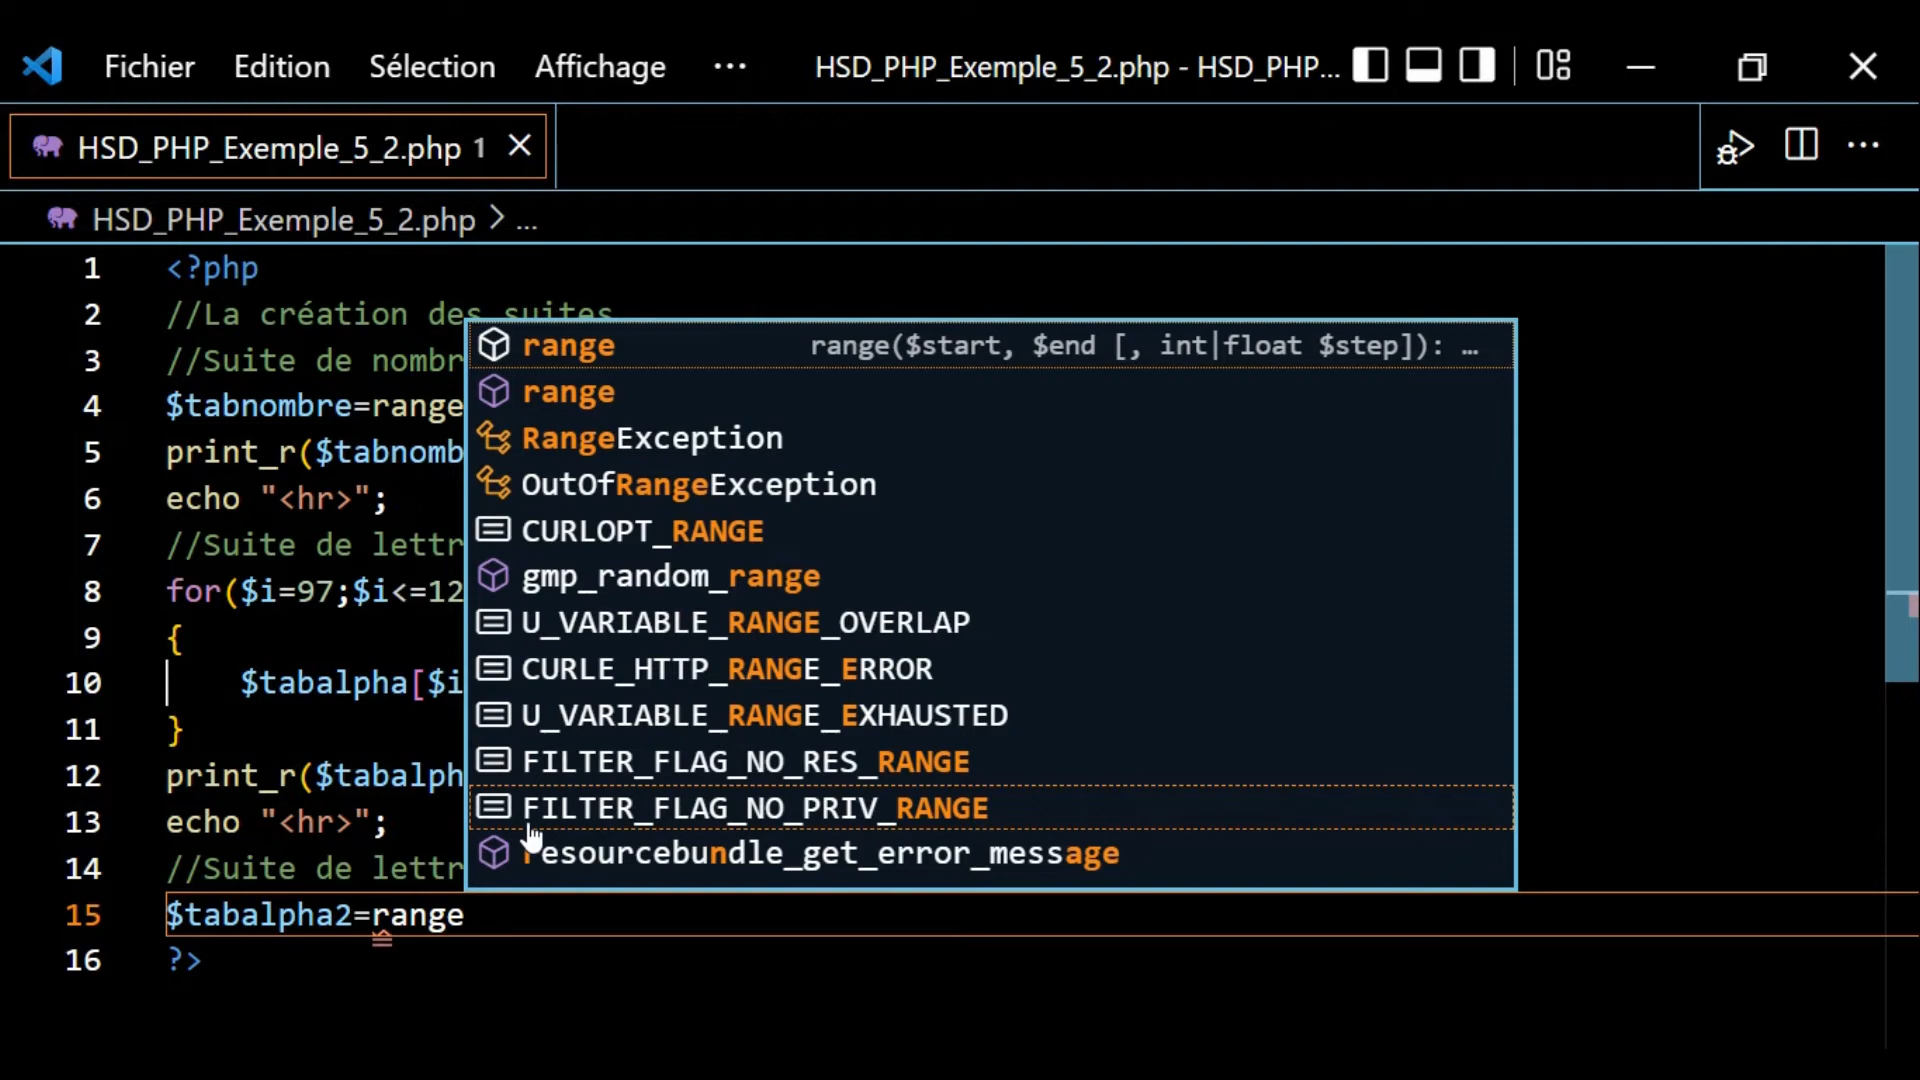 Fichier Edition Sélection Affichage ... HSD_PHP_Exemple_5_2.php - HSD_PHP...
HSD_PHP_Exemple_5_2.php 1
HSD_PHP_Exemple_5_2.php > ...
1 <?php
2 //La création des suites
3 //Suite de nombr
4 $tabnombre=range
5 print_r($tabnomb
6 echo "<hr>";
7 //Suite de lettr
8 for($i=97;$i<=12
9 {
10 $tabalpha[$i
11 }
12 print_r($tabalph
13 echo "<hr>";
14 //Suite de lettr
15 $tabalpha2=range
16 ?>
range range($start, $end [, int|float $step]): …
range
RangeException
OutOfRangeException
CURLOPT_RANGE
gmp_random_range
U_VARIABLE_RANGE_OVERLAP
CURLE_HTTP_RANGE_ERROR
U_VARIABLE_RANGE_EXHAUSTED
FILTER_FLAG_NO_RES_RANGE
FILTER_FLAG_NO_PRIV_RANGE
resourcebundle_get_error_message